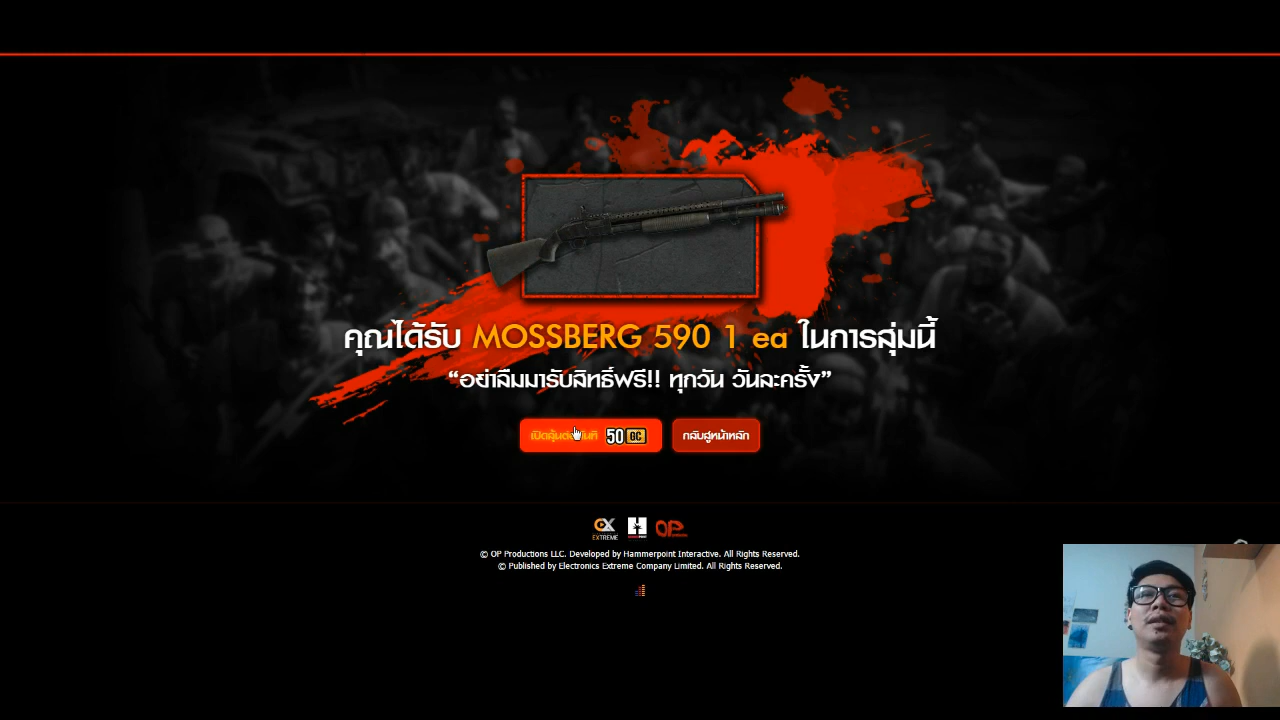 คุณได้รับ MOSSBERG 590 1 ea ในการสุ่มนี้
“อย่าลืมมารับสิทธิ์ฟรี!! ทุกวัน วันละครั้ง”
50 GC
กลับสู่หน้าหลัก
EXTREME
OP
© OP Productions LLC. Developed by Hammerpoint Interactive. All Rights Reserved.
© Published by Electronics Extreme Company Limited. All Rights Reserved.